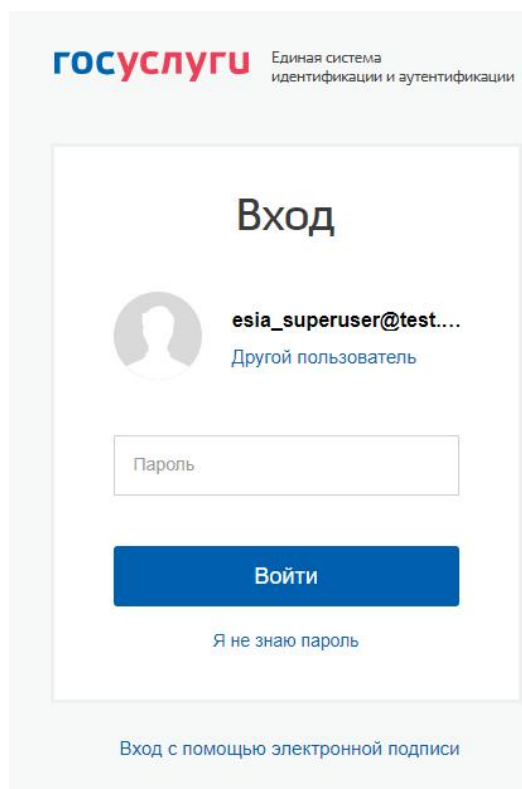 госуслуги
Единая система
идентификации и аутентификации
Вход
esia_superuser@test....
Другой пользователь
Пароль
Войти
Я не знаю пароль
Вход с помощью электронной подписи